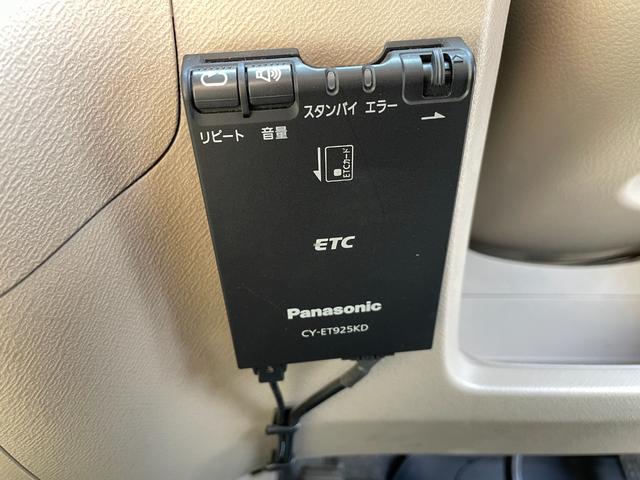 スタンバイ エラー
リピート 音量
ETCカード
ETC
Panasonic
CY-ET925KD